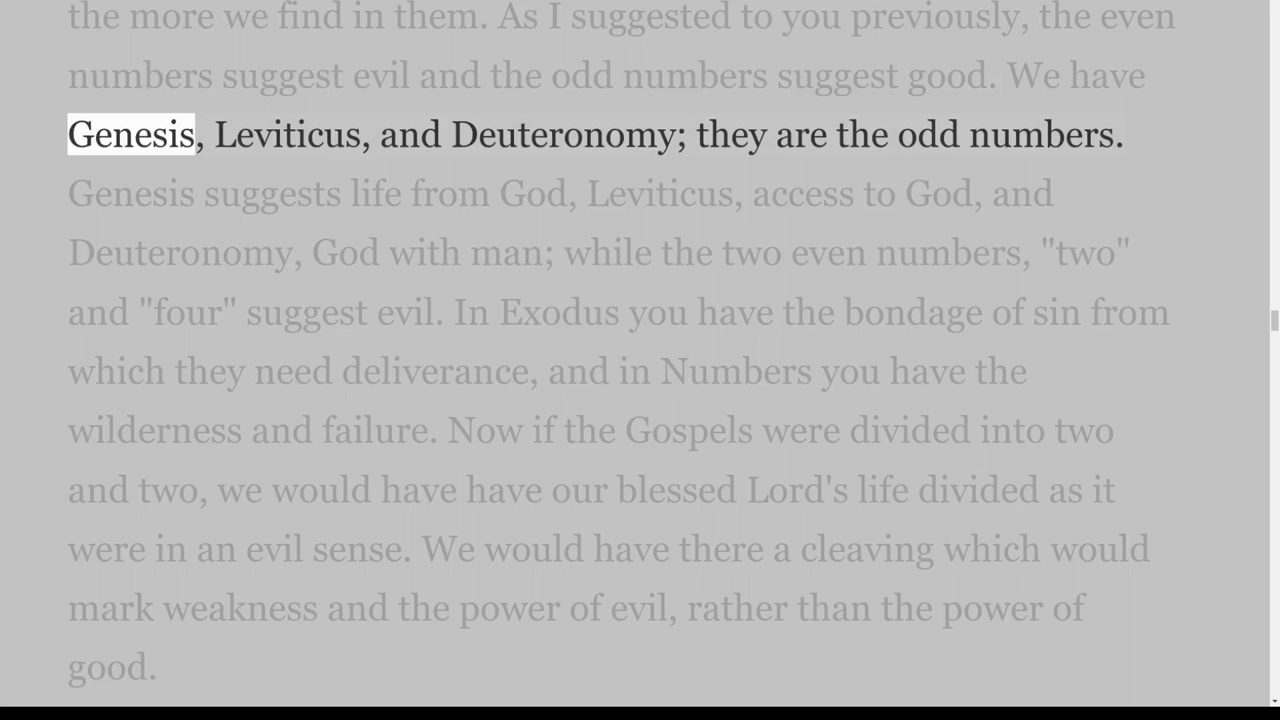 the more we find in them. As I suggested to you previously, the even
numbers suggest evil and the odd numbers suggest good. We have
Genesis, Leviticus, and Deuteronomy; they are the odd numbers.
Genesis suggests life from God, Leviticus, access to God, and
Deuteronomy, God with man; while the two even numbers, "two"
and "four" suggest evil. In Exodus you have the bondage of sin from
which they need deliverance, and in Numbers you have the
wilderness and failure. Now if the Gospels were divided into two
and two, we would have have our blessed Lord's life divided as it
were in an evil sense. We would have there a cleaving which would
mark weakness and the power of evil, rather than the power of
good.